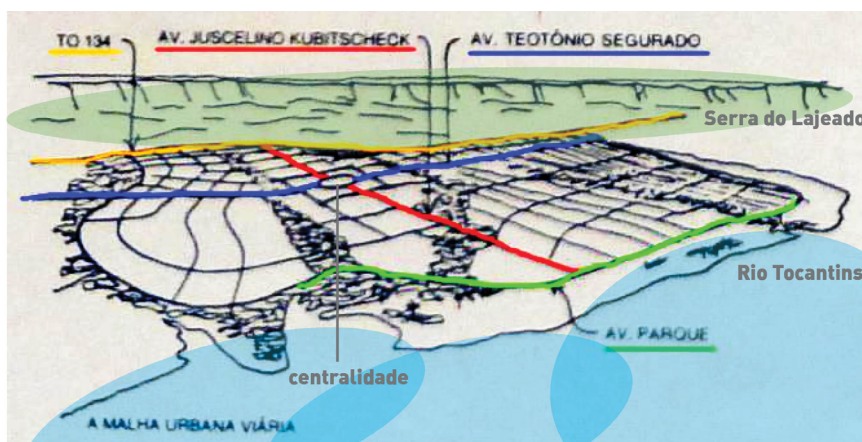 TO 134
AV. JUSCELINO KUBITSCHECK
AV. TEOTÔNIO SEGURADO
Serra do Lajeado
Rio Tocantins
AV. PARQUE
centralidade
A MALHA URBANA VIÁRIA